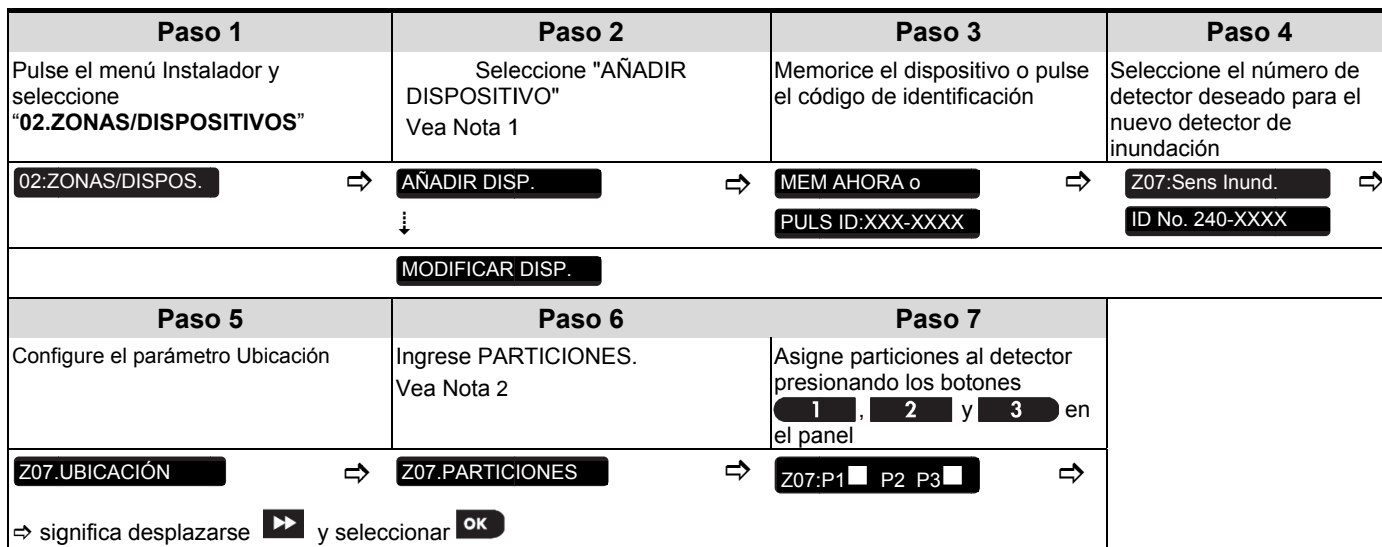 Paso 1
Paso 2
Paso 3
Paso 4
Pulse el menú Instalador y
seleccione
“02.ZONAS/DISPOSITIVOS”
Seleccione "AÑADIR
DISPOSITIVO"
Vea Nota 1
Memorice el dispositivo o pulse
el código de identificación
Seleccione el número de
detector deseado para el
nuevo detector de
inundación
02:ZONAS/DISPOS. ⇨
AÑADIR DISP. ⇨
MODIFICAR DISP.
MEM AHORA o ⇨
PULS ID:XXX-XXXX
Z07:Sens Inund. ⇨
ID No. 240-XXXX
Paso 5
Paso 6
Paso 7
Configure el parámetro Ubicación
Ingrese PARTICIONES.
Vea Nota 2
Asigne particiones al detector
presionando los botones
1 , 2 y 3 en
el panel
Z07.UBICACIÓN ⇨
Z07.PARTICIONES ⇨
Z07:P1■ P2 P3■ ⇨
⇨ significa desplazarse ▶▶ y seleccionar OK